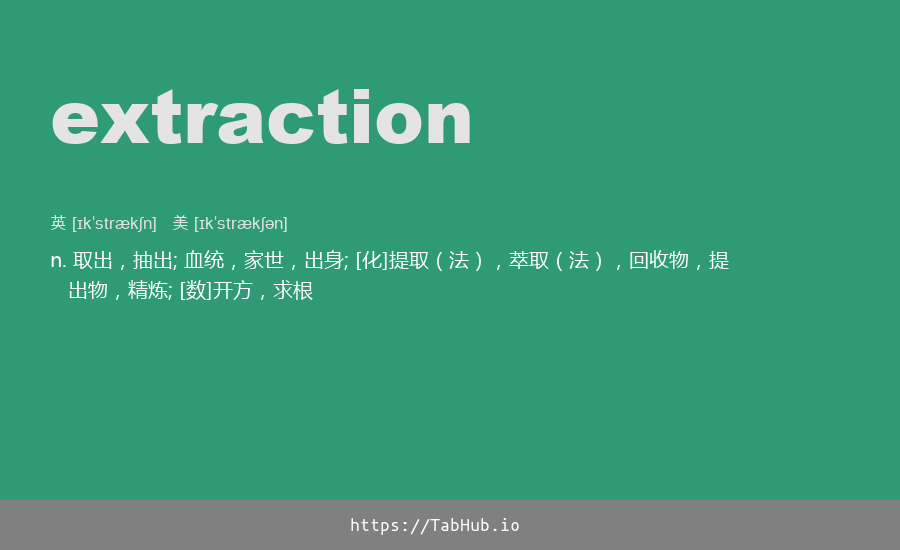 extraction
英 [ɪkˈstrækʃn] 美 [ɪkˈstrækʃən]
n. 取出，抽出; 血统，家世，出身; [化]提取（法），萃取（法），回收物，提
出物，精炼; [数]开方，求根
https://TabHub.io